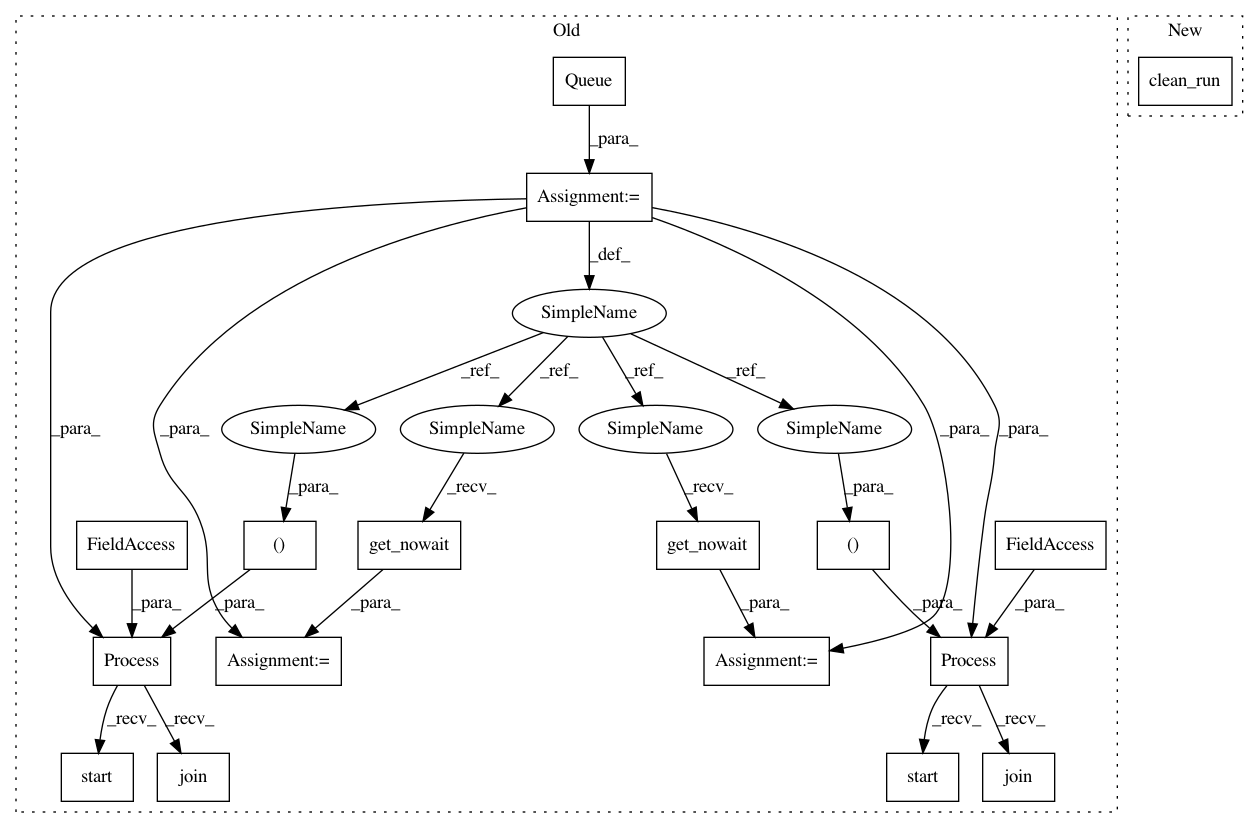 Old
New
Queue
clean_run
_para_
Assignment:=
_def_
SimpleName
_ref_
_ref_
_ref_
_ref_
_para_
_para_
SimpleName
SimpleName
SimpleName
SimpleName
_para_
_para_
_para_
_recv_
_recv_
_para_
FieldAccess
()
get_nowait
get_nowait
()
FieldAccess
_para_
_para_
_para_
_para_
_para_
_para_
Process
Assignment:=
Assignment:=
Process
_recv_
_recv_
_recv_
_recv_
start
join
start
join